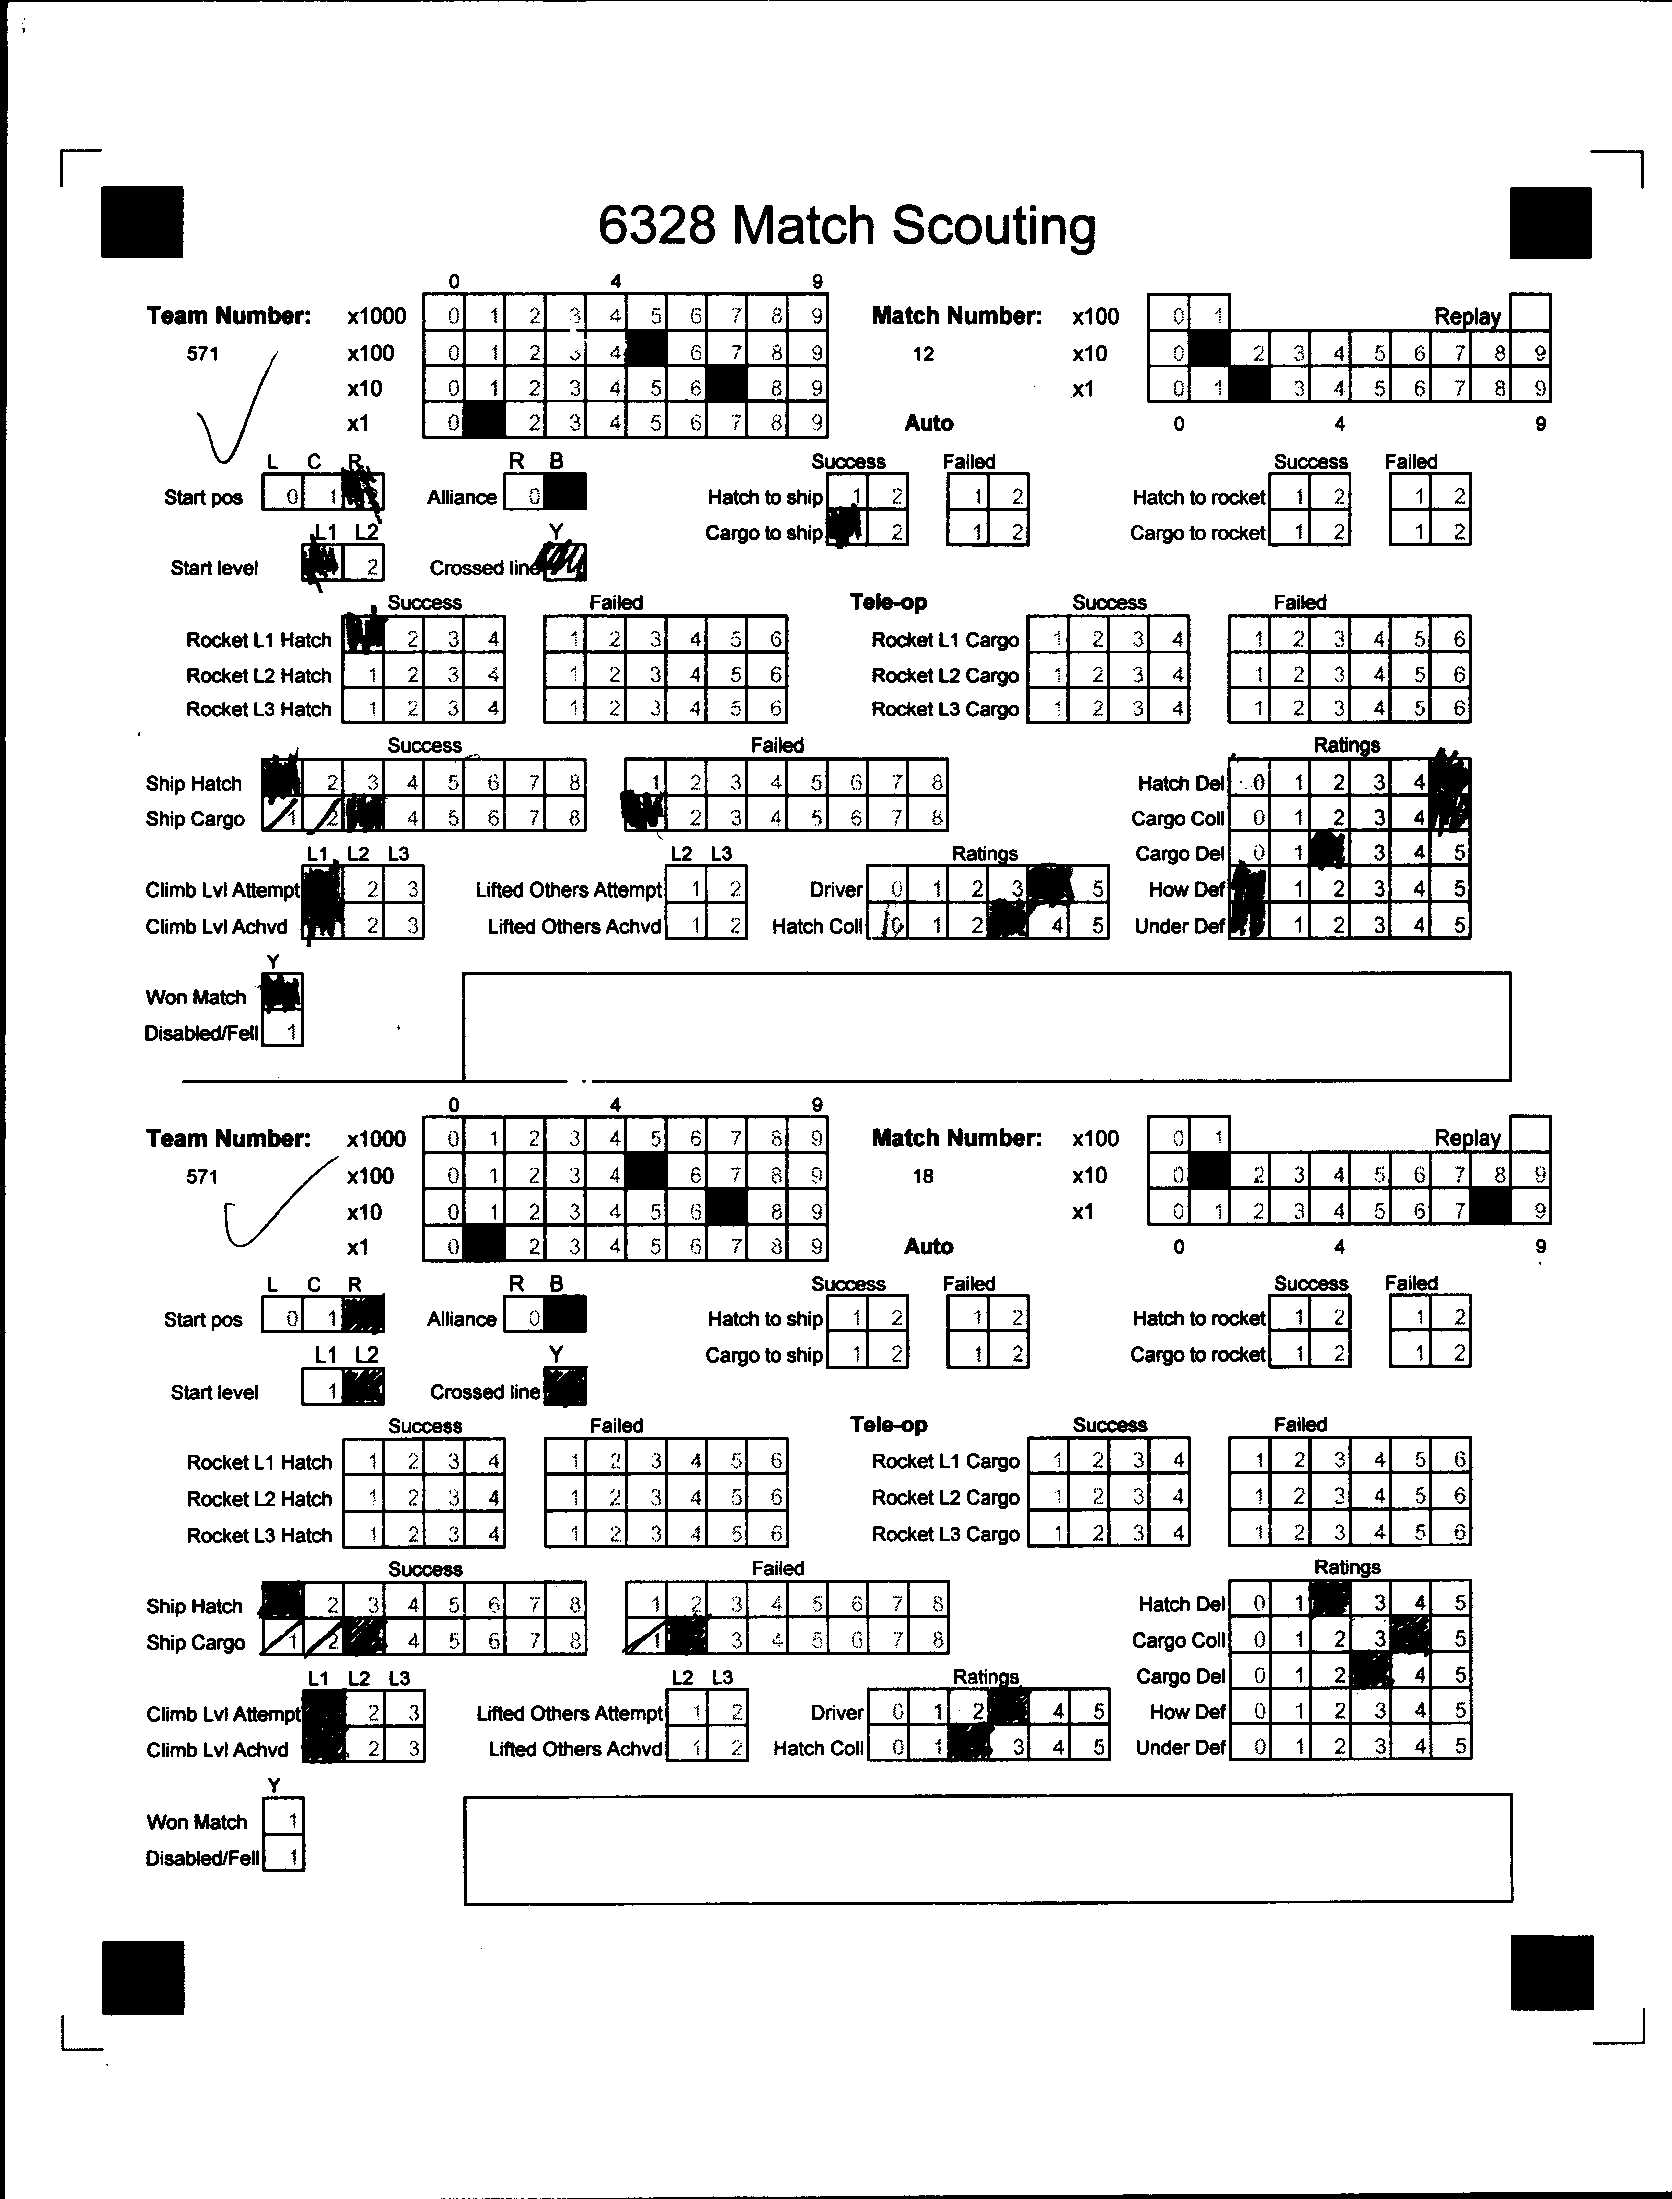 6328 Match Scouting
0 4 9
Team Number: x1000 0 1 2 3 4 5 6 7 8 9 Match Number: x100 0 1 Replay
571 x100 0 1 2 3 4 6 7 8 9 12 x10 0 2 3 4 5 6 7 8 9
x10 0 1 2 3 4 5 6 8 9 x1 0 1 3 4 5 6 7 8 9
x1 0 2 3 4 5 6 7 8 9 Auto 0 4 9
L C R R B Success Failed Success Failed
Start pos 0 1 Alliance 0 Hatch to ship 1 2 1 2 Hatch to rocket 1 2 1 2
L1 L2 Y Cargo to ship 2 1 2 Cargo to rocket 1 2 1 2
Start level 2 Crossed line
Success Failed Tele-op Success Failed
Rocket L1 Hatch 2 3 4 1 2 3 4 5 6 Rocket L1 Cargo 1 2 3 4 1 2 3 4 5 6
Rocket L2 Hatch 1 2 3 4 1 2 3 4 5 6 Rocket L2 Cargo 1 2 3 4 1 2 3 4 5 6
Rocket L3 Hatch 1 2 3 4 1 2 3 4 5 6 Rocket L3 Cargo 1 2 3 4 1 2 3 4 5 6
Success Failed Ratings
Ship Hatch 2 3 4 5 6 7 8 1 2 3 4 5 6 7 8 Hatch Del 0 1 2 3 4
Ship Cargo 1 2 4 5 6 7 8 2 3 4 5 6 7 8 Cargo Coll 0 1 2 3 4
L1 L2 L3 L2 L3 Ratings Cargo Del 0 1 3 4 5
Climb Lvl Attempt 2 3 Lifted Others Attempt 1 2 Driver 0 1 2 3 5 How Def 1 2 3 4 5
Climb Lvl Achvd 2 3 Lifted Others Achvd 1 2 Hatch Coll 0 1 2 4 5 Under Def 1 2 3 4 5
Y
Won Match
Disabled/Fell 1
0 4 9
Team Number: x1000 0 1 2 3 4 5 6 7 8 9 Match Number: x100 0 1 Replay
571 x100 0 1 2 3 4 6 7 8 9 18 x10 0 2 3 4 5 6 7 8 9
x10 0 1 2 3 4 5 6 8 9 x1 0 1 2 3 4 5 6 7 9
x1 0 2 3 4 5 6 7 8 9 Auto 0 4 9
L C R R B Success Failed Success Failed
Start pos 0 1 Alliance 0 Hatch to ship 1 2 1 2 Hatch to rocket 1 2 1 2
L1 L2 Y Cargo to ship 1 2 1 2 Cargo to rocket 1 2 1 2
Start level 1 Crossed line
Success Failed Tele-op Success Failed
Rocket L1 Hatch 1 2 3 4 1 2 3 4 5 6 Rocket L1 Cargo 1 2 3 4 1 2 3 4 5 6
Rocket L2 Hatch 1 2 3 4 1 2 3 4 5 6 Rocket L2 Cargo 1 2 3 4 1 2 3 4 5 6
Rocket L3 Hatch 1 2 3 4 1 2 3 4 5 6 Rocket L3 Cargo 1 2 3 4 1 2 3 4 5 6
Success Failed Ratings
Ship Hatch 2 3 4 5 6 7 8 1 2 3 4 5 6 7 8 Hatch Del 0 1 3 4 5
Ship Cargo 1 2 4 5 6 7 8 1 3 4 5 6 7 8 Cargo Coll 0 1 2 3 5
L1 L2 L3 L2 L3 Ratings Cargo Del 0 1 2 4 5
Climb Lvl Attempt 2 3 Lifted Others Attempt 1 2 Driver 0 1 2 4 5 How Def 0 1 2 3 4 5
Climb Lvl Achvd 2 3 Lifted Others Achvd 1 2 Hatch Coll 0 1 3 4 5 Under Def 0 1 2 3 4 5
Y
Won Match 1
Disabled/Fell 1